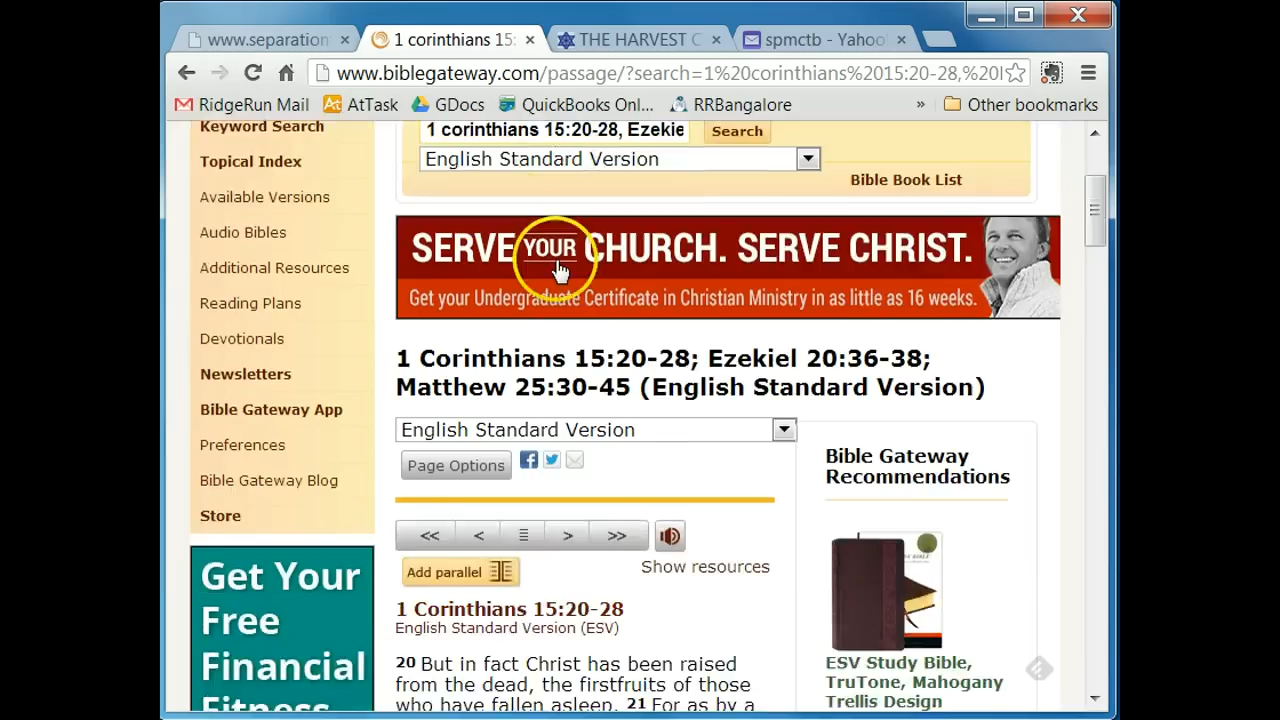 www.separation
1 corinthians 15:
THE HARVEST C
spmctb - Yahoo
www.biblegateway.com/passage/?search=1%20corinthians%2015:20-28,%20
RidgeRun Mail
AtTask
GDocs
QuickBooks Onl...
RRBangalore
»
Other bookmarks
Keyword Search
Topical Index
Available Versions
Audio Bibles
Additional Resources
Reading Plans
Devotionals
Newsletters
Bible Gateway App
Preferences
Bible Gateway Blog
Store
Get Your
Free
Financial
Fitness
1 corinthians 15:20-28, Ezekie
Search
English Standard Version
Bible Book List
SERVE YOUR CHURCH. SERVE CHRIST.
Get your Undergraduate Certificate in Christian Ministry in as little as 16 weeks.
1 Corinthians 15:20-28; Ezekiel 20:36-38;
Matthew 25:30-45 (English Standard Version)
English Standard Version
Page Options
<< < ≡ > >>
Add parallel
Show resources
1 Corinthians 15:20-28
English Standard Version (ESV)
20 But in fact Christ has been raised
from the dead, the firstfruits of those
who have fallen asleep. 21 For as by a
Bible Gateway
Recommendations
ESV Study Bible,
TruTone, Mahogany
Trellis Design